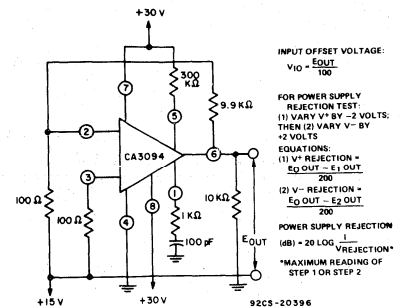 +30 V
300
KΩ
7
5
9.9 KΩ
2
CA3094
6
3
100 Ω
100 Ω
4
8
1
1 KΩ
100 pF
10 KΩ
EOUT
+15 V
+30 V
92CS-20396
INPUT OFFSET VOLTAGE:
VIO = EOUT
100
FOR POWER SUPPLY
REJECTION TEST:
(1) VARY V+ BY -2 VOLTS;
THEN (2) VARY V- BY
+2 VOLTS
EQUATIONS:
(1) V+ REJECTION =
E0 OUT - E1 OUT
200
(2) V- REJECTION =
E0 OUT - E2 OUT
200
POWER SUPPLY REJECTION
(dB) = 20 LOG 1
VREJECTION*
*MAXIMUM READING OF
STEP 1 OR STEP 2